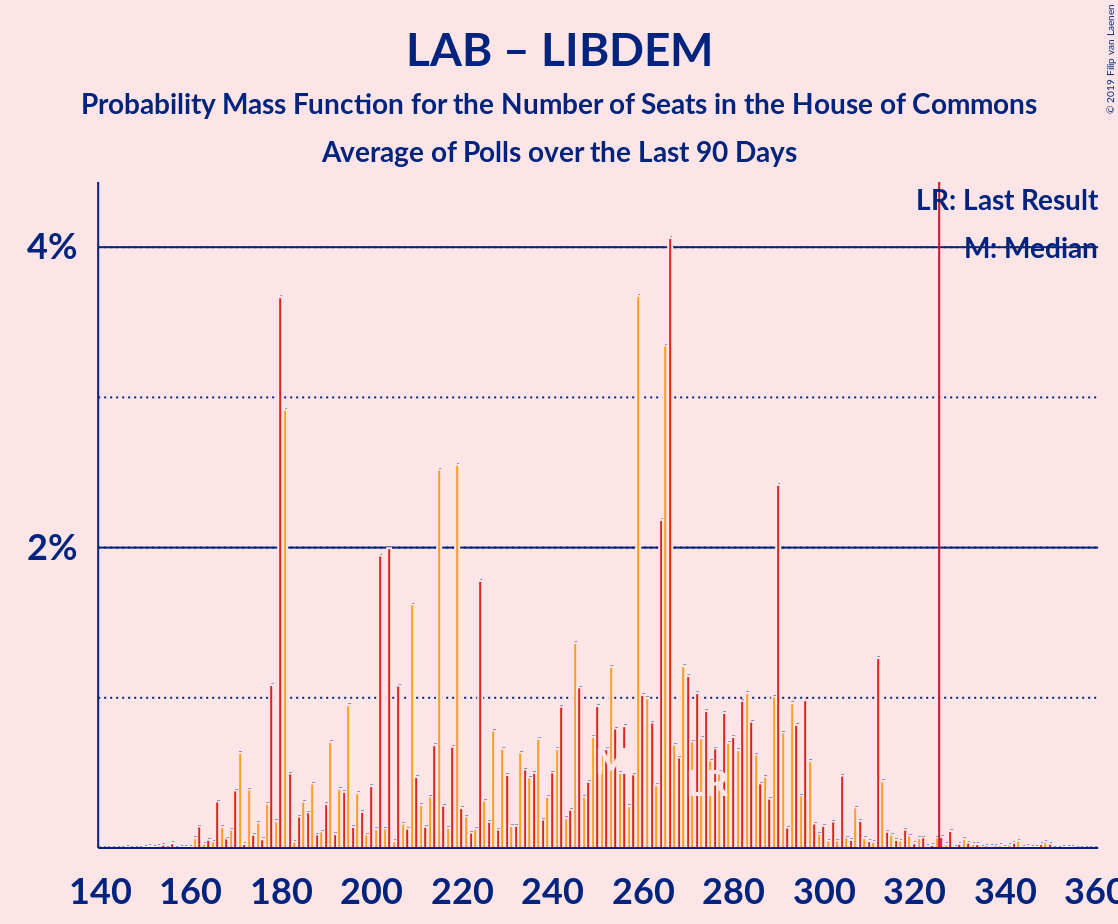 LAB – LIBDEM
Probability Mass Function for the Number of Seats in the House of Commons
Average of Polls over the Last 90 Days
© 2019 Filip van Laenen
LR: Last Result
M: Median
4%
2%
M
LR
140 160 180 200 220 240 260 280 300 320 340 360